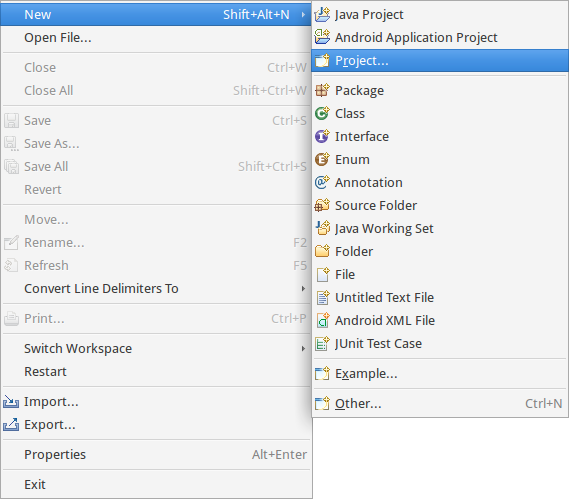 New Shift+Alt+N
Open File...
Close Ctrl+W
Close All Shift+Ctrl+W
Save Ctrl+S
Save As...
Save All Shift+Ctrl+S
Revert
Move...
Rename... F2
Refresh F5
Convert Line Delimiters To
Print... Ctrl+P
Switch Workspace
Restart
Import...
Export...
Properties Alt+Enter
Exit
Java Project
Android Application Project
Project...
Package
Class
Interface
Enum
Annotation
Source Folder
Java Working Set
Folder
File
Untitled Text File
Android XML File
JUnit Test Case
Example...
Other... Ctrl+N